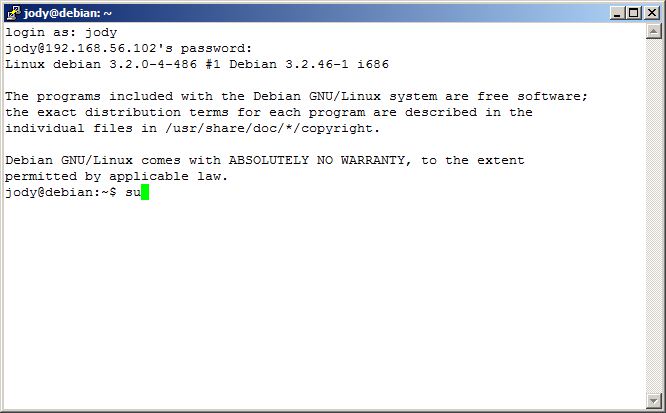 jody@debian: ~
login as: jody
jody@192.168.56.102's password:
Linux debian 3.2.0-4-486 #1 Debian 3.2.46-1 i686
The programs included with the Debian GNU/Linux system are free software;
the exact distribution terms for each program are described in the
individual files in /usr/share/doc/*/copyright.
Debian GNU/Linux comes with ABSOLUTELY NO WARRANTY, to the extent
permitted by applicable law.
jody@debian:~$ su